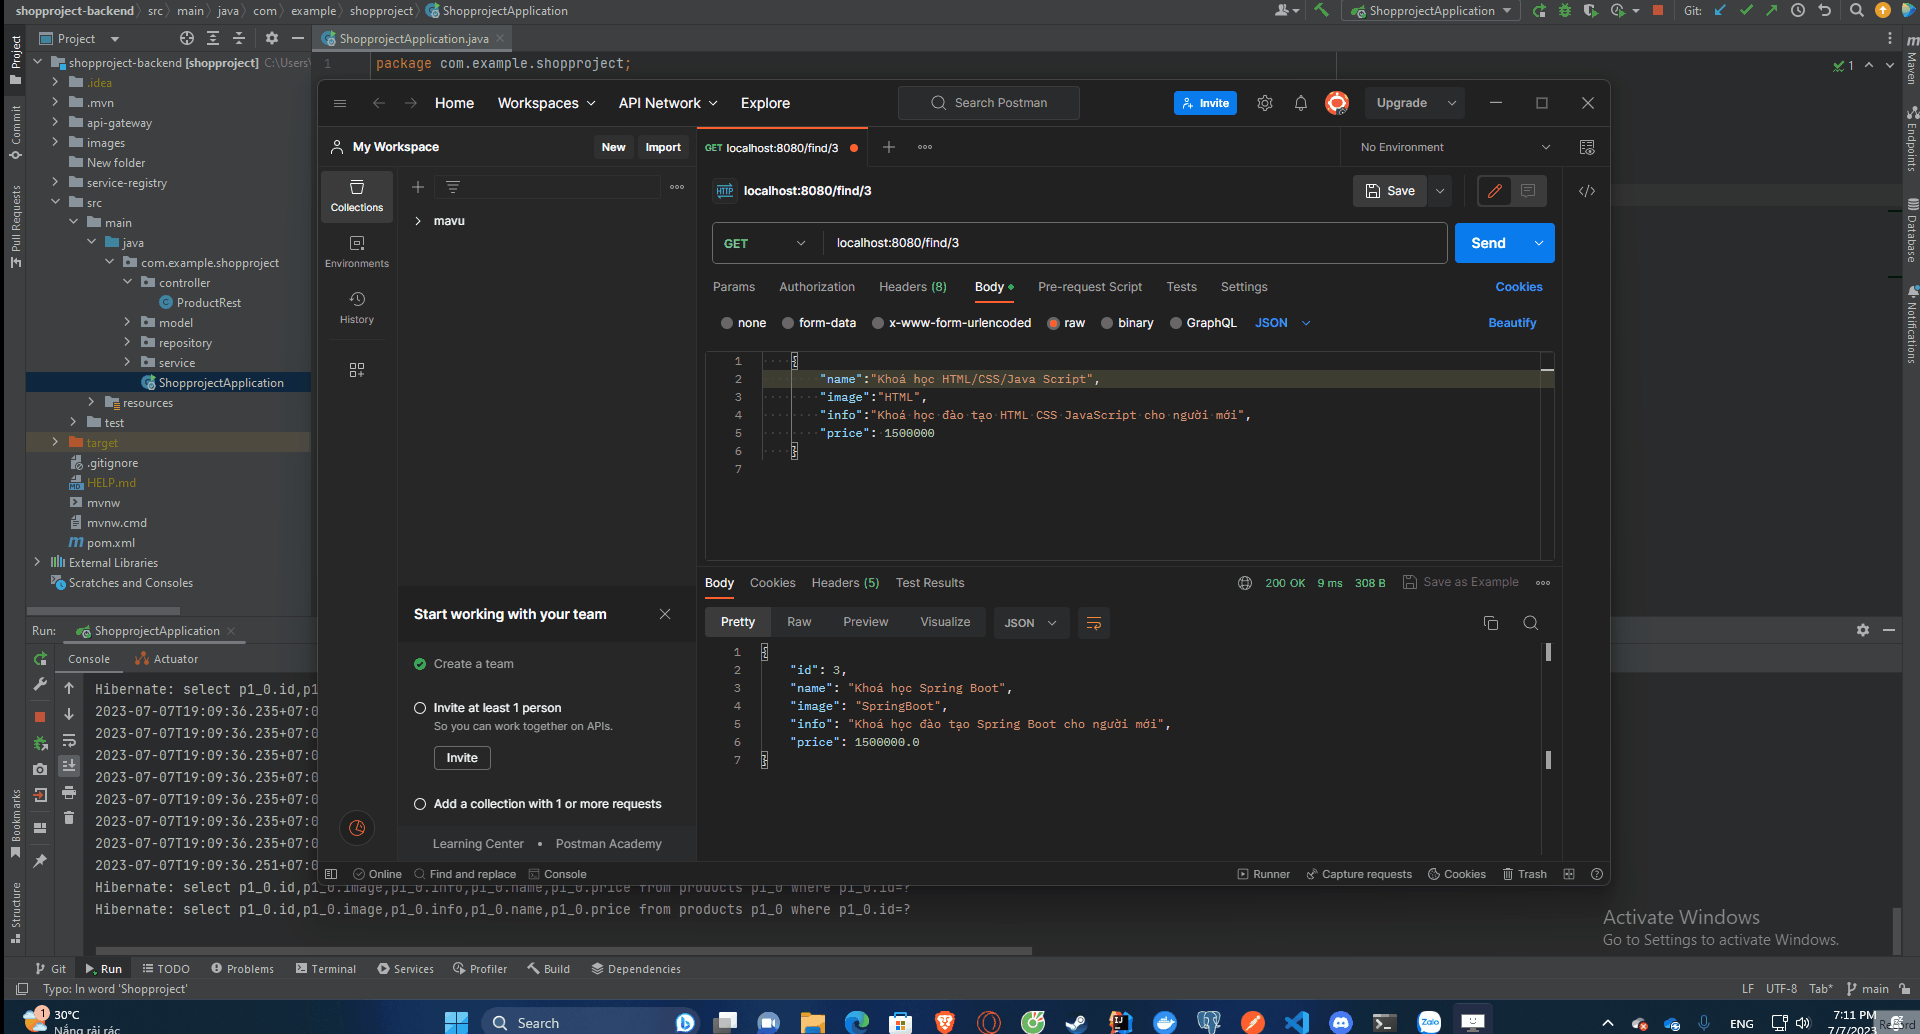 shopproject-backend src main java com example shopproject ShopprojectApplication
ShopprojectApplication
Git:
Project
ShopprojectApplication.java
shopproject-backend [shopproject] C:\Users\
.idea
.mvn
api-gateway
images
New folder
service-registry
src
main
java
com.example.shopproject
controller
ProductRest
model
repository
service
ShopprojectApplication
resources
test
target
.gitignore
HELP.md
mvnw
mvnw.cmd
pom.xml
External Libraries
Scratches and Consoles
Project
Commit
Pull Requests
Bookmarks
Structure
1 package com.example.shopproject;
1
Maven
Endpoints
Database
Notifications
Home Workspaces API Network Explore
Search Postman
Invite
Upgrade
My Workspace
New Import
GET localhost:8080/find/3
No Environment
Collections
Environments
History
mavu
HTTP localhost:8080/find/3
Save
GET localhost:8080/find/3
Send
Params Authorization Headers (8) Body Pre-request Script Tests Settings
Cookies
none form-data x-www-form-urlencoded raw binary GraphQL JSON
Beautify
1 {
2 "name":"Khoá học HTML/CSS/Java Script",
3 "image":"HTML",
4 "info":"Khoá học đào tạo HTML CSS JavaScript cho người mới",
5 "price": 1500000
6 }
7
Body Cookies Headers (5) Test Results
200 OK 9 ms 308 B Save as Example
Pretty Raw Preview Visualize JSON
1 {
2 "id": 3,
3 "name": "Khoá học Spring Boot",
4 "image": "SpringBoot",
5 "info": "Khoá học đào tạo Spring Boot cho người mới",
6 "price": 1500000.0
7 }
Start working with your team
Create a team
Invite at least 1 person
So you can work together on APIs.
Invite
Add a collection with 1 or more requests
Learning Center • Postman Academy
Online Find and replace Console
Runner Capture requests Cookies Trash
Run: ShopprojectApplication
Console Actuator
Hibernate: select p1_0.id,p1
2023-07-07T19:09:36.235+07:0
2023-07-07T19:09:36.235+07:0
2023-07-07T19:09:36.235+07:0
2023-07-07T19:09:36.235+07:0
2023-07-07T19:09:36.235+07:0
2023-07-07T19:09:36.235+07:0
2023-07-07T19:09:36.235+07:0
2023-07-07T19:09:36.251+07:0
Hibernate: select p1_0.id,p1_0.image,p1_0.info,p1_0.name,p1_0.price from products p1_0 where p1_0.id=?
Hibernate: select p1_0.id,p1_0.image,p1_0.info,p1_0.name,p1_0.price from products p1_0 where p1_0.id=?
Activate Windows
Go to Settings to activate Windows.
Git Run TODO Problems Terminal Services Profiler Build Dependencies
Typo: In word 'Shopproject'
LF UTF-8 Tab* main
1
30°C
Nắng rải rác
Search
Zalo
ENG
7:11 PM
7/7/2023